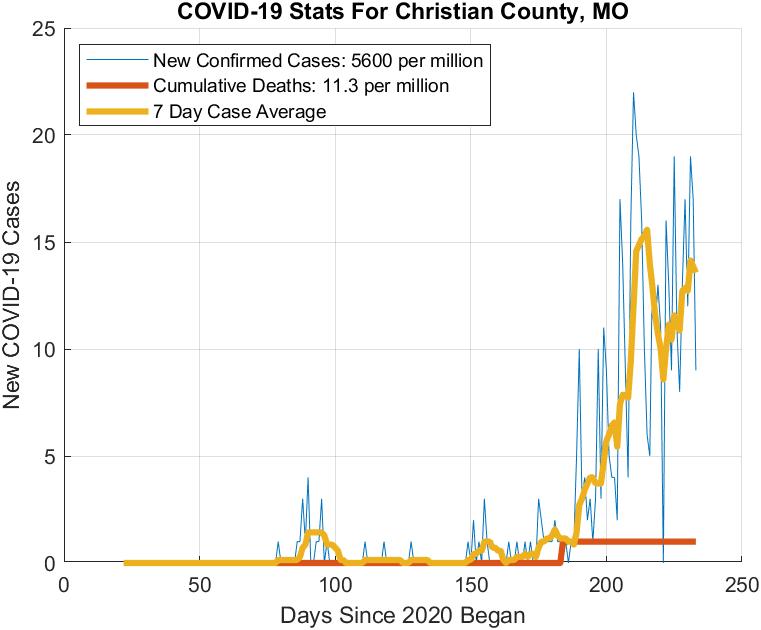 COVID-19 Stats For Christian County, MO
25
New Confirmed Cases: 5600 per million
Cumulative Deaths: 11.3 per million
7 Day Case Average
20
15
10
5
0
New COVID-19 Cases
0 50 100 150 200 250
Days Since 2020 Began